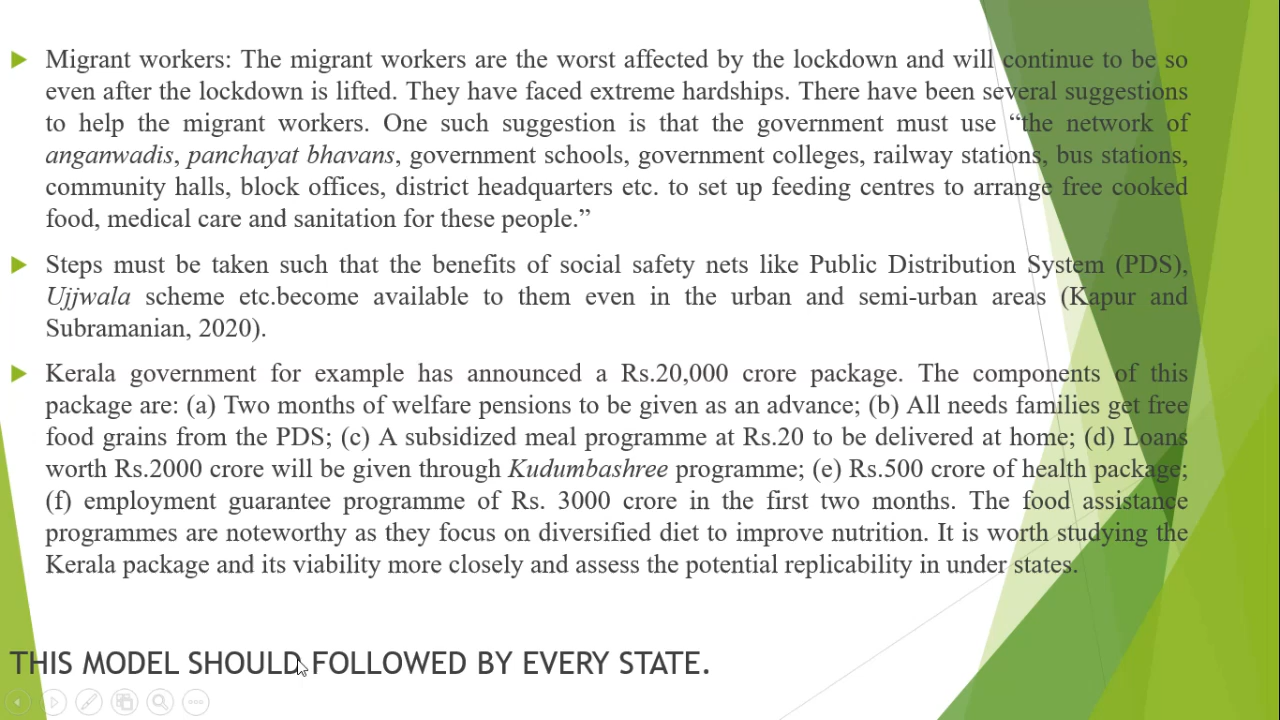 Migrant workers: The migrant workers are the worst affected by the lockdown and will continue to be so
even after the lockdown is lifted. They have faced extreme hardships. There have been several suggestions
to help the migrant workers. One such suggestion is that the government must use “the network of
anganwadis, panchayat bhavans, government schools, government colleges, railway stations, bus stations,
community halls, block offices, district headquarters etc. to set up feeding centres to arrange free cooked
food, medical care and sanitation for these people.”
Steps must be taken such that the benefits of social safety nets like Public Distribution System (PDS),
Ujjwala scheme etc.become available to them even in the urban and semi-urban areas (Kapur and
Subramanian, 2020).
Kerala government for example has announced a Rs.20,000 crore package. The components of this
package are: (a) Two months of welfare pensions to be given as an advance; (b) All needs families get free
food grains from the PDS; (c) A subsidized meal programme at Rs.20 to be delivered at home; (d) Loans
worth Rs.2000 crore will be given through Kudumbashree programme; (e) Rs.500 crore of health package;
(f) employment guarantee programme of Rs. 3000 crore in the first two months. The food assistance
programmes are noteworthy as they focus on diversified diet to improve nutrition. It is worth studying the
Kerala package and its viability more closely and assess the potential replicability in under states.
THIS MODEL SHOULD FOLLOWED BY EVERY STATE.